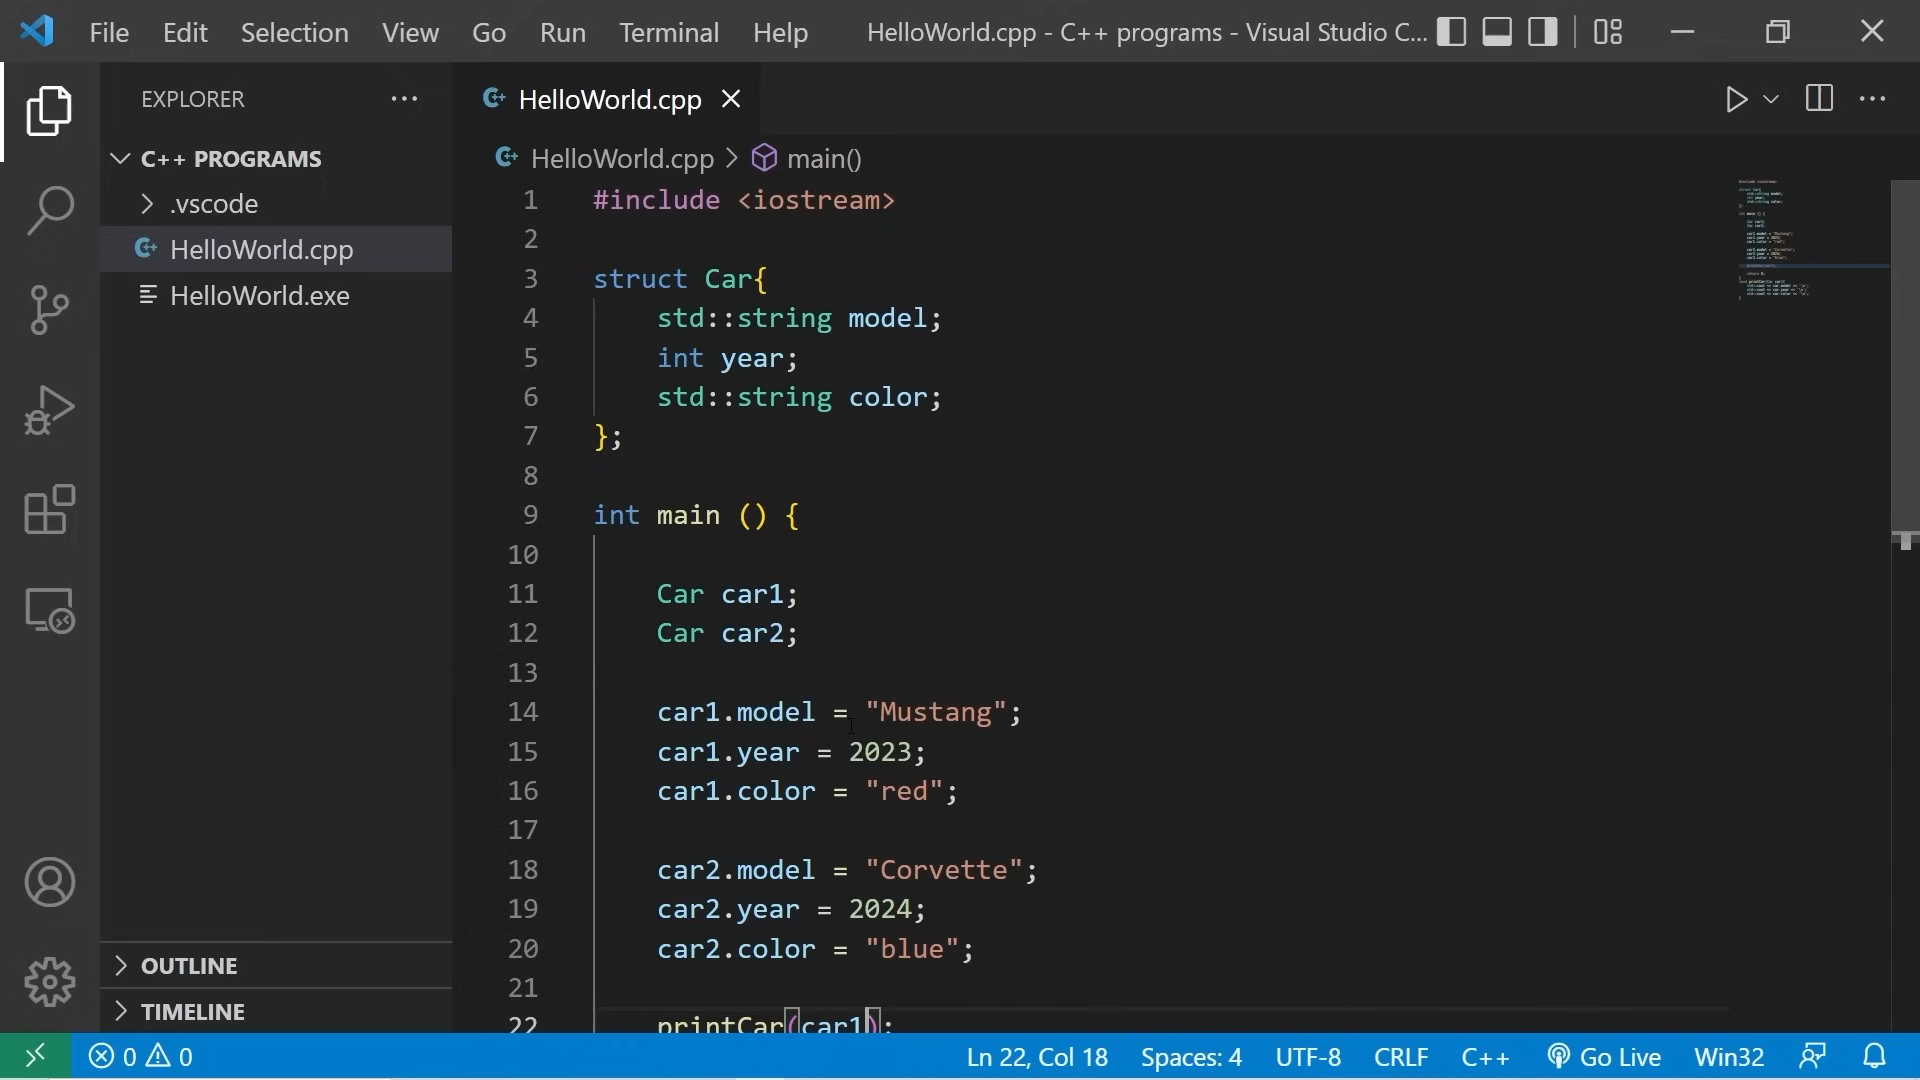 File Edit Selection View Go Run Terminal Help HelloWorld.cpp - C++ programs - Visual Studio C...
EXPLORER
C++ PROGRAMS
.vscode
HelloWorld.cpp
HelloWorld.exe
OUTLINE
TIMELINE
HelloWorld.cpp
HelloWorld.cpp > main()
1 #include <iostream>
2
3 struct Car{
4 std::string model;
5 int year;
6 std::string color;
7 };
8
9 int main () {
10
11 Car car1;
12 Car car2;
13
14 car1.model = "Mustang";
15 car1.year = 2023;
16 car1.color = "red";
17
18 car2.model = "Corvette";
19 car2.year = 2024;
20 car2.color = "blue";
21
22 printCar(car1);
0 0 Ln 22, Col 18 Spaces: 4 UTF-8 CRLF C++ Go Live Win32